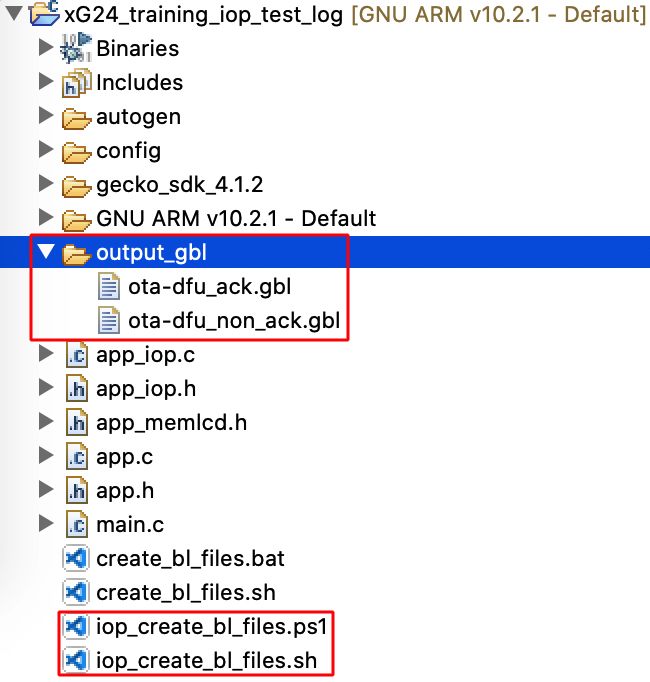 xG24_training_iop_test_log [GNU ARM v10.2.1 - Default]
Binaries
Includes
autogen
config
gecko_sdk_4.1.2
GNU ARM v10.2.1 - Default
output_gbl
ota-dfu_ack.gbl
ota-dfu_non_ack.gbl
.c app_iop.c
.h app_iop.h
.h app_memlcd.h
.c app.c
.h app.h
.c main.c
create_bl_files.bat
create_bl_files.sh
iop_create_bl_files.ps1
iop_create_bl_files.sh